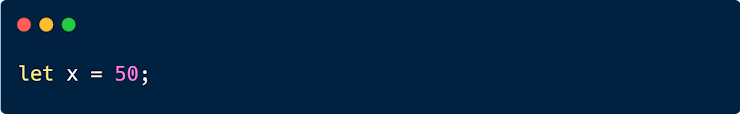 let x = 50;